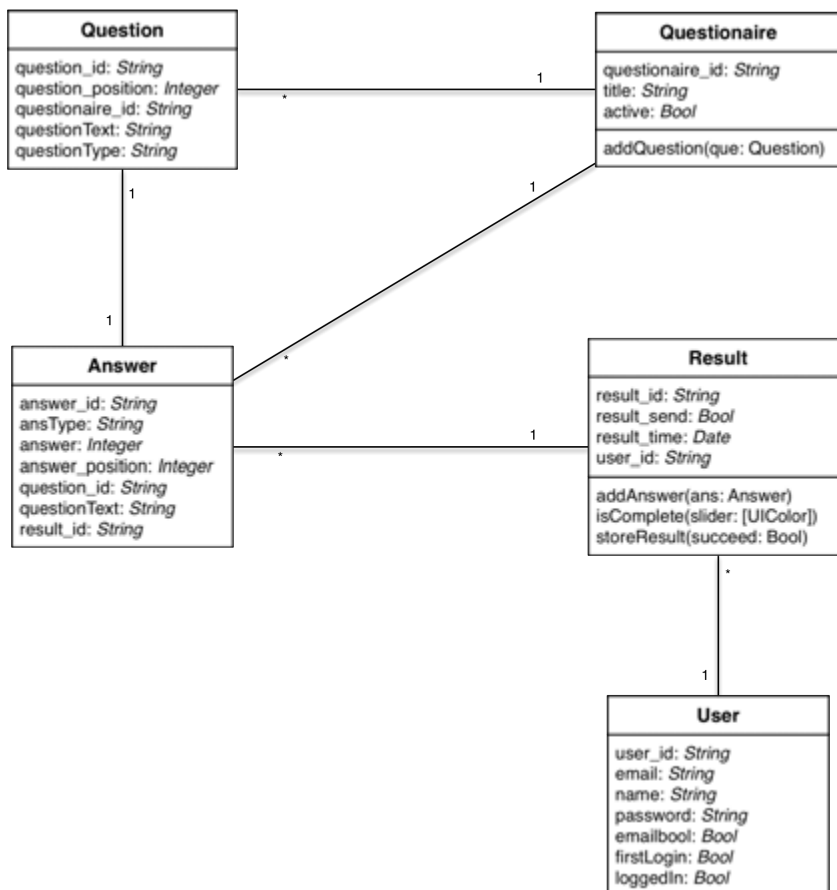 Question
question_id: String
question_position: Integer
questionaire_id: String
questionText: String
questionType: String
Questionaire
questionaire_id: String
title: String
active: Bool
addQuestion(que: Question)
1
*
1
1
1
*
Answer
answer_id: String
ansType: String
answer: Integer
answer_position: Integer
question_id: String
questionText: String
result_id: String
Result
result_id: String
result_send: Bool
result_time: Date
user_id: String
addAnswer(ans: Answer)
isComplete(slider: [UIColor])
storeResult(succeed: Bool)
1
*
*
1
User
user_id: String
email: String
name: String
password: String
emailbool: Bool
firstLogin: Bool
loggedIn: Bool